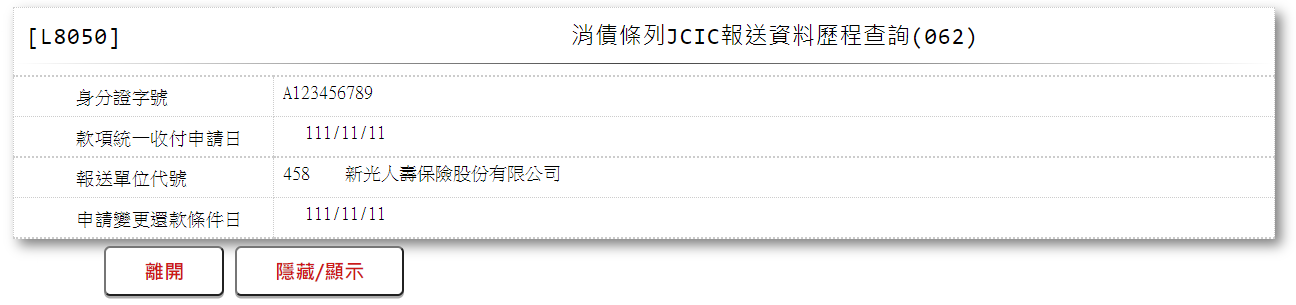 [L8050] 消債條列JCIC報送資料歷程查詢(062)
身分證字號 A123456789
款項統一收付申請日 111/11/11
報送單位代號 458 新光人壽保險股份有限公司
申請變更還款條件日 111/11/11
離開 隱藏/顯示